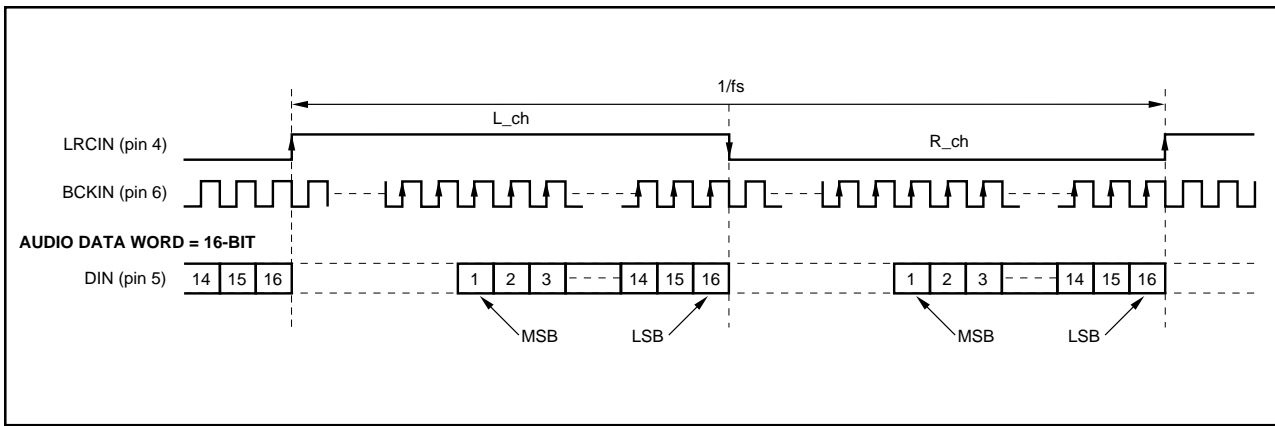 1/fs
L_ch
R_ch
LRCIN (pin 4)
BCKIN (pin 6)
AUDIO DATA WORD = 16-BIT
DIN (pin 5) 14 15 16 1 2 3 14 15 16 1 2 3 14 15 16
MSB LSB MSB LSB